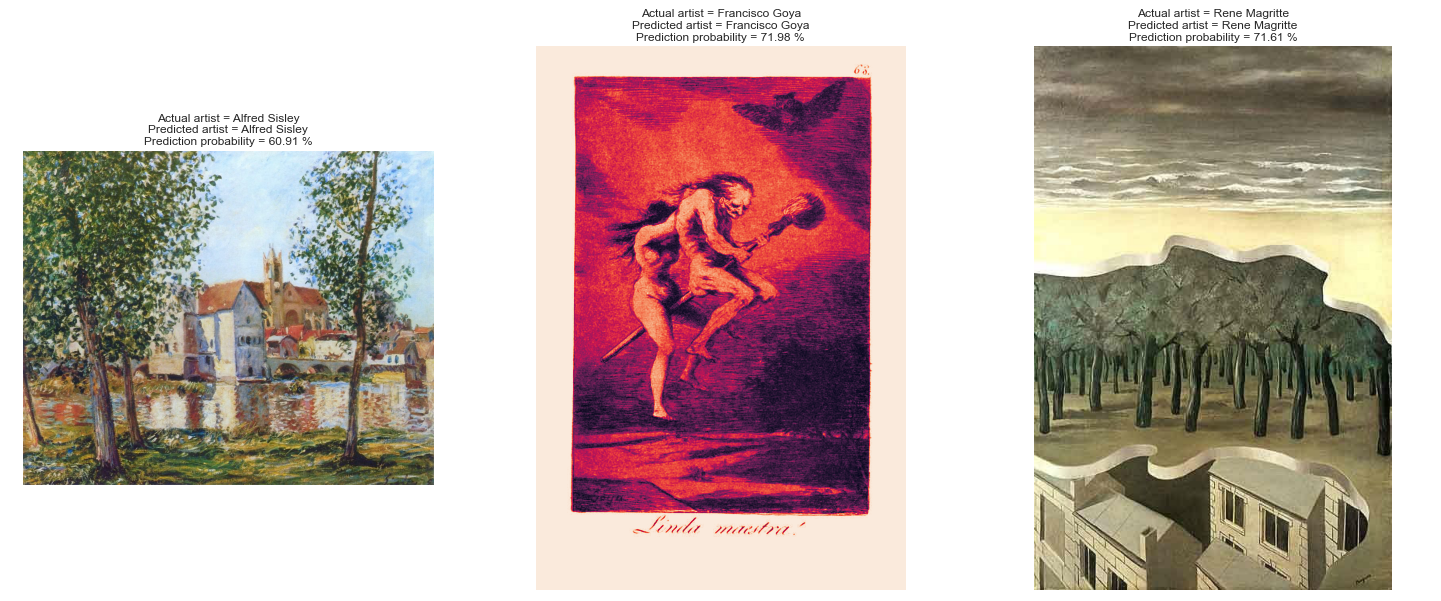 Actual artist = Alfred Sisley
Predicted artist = Alfred Sisley
Prediction probability = 60.91 %
Actual artist = Francisco Goya
Predicted artist = Francisco Goya
Prediction probability = 71.98 %
68.
Linda maestra!
Actual artist = Rene Magritte
Predicted artist = Rene Magritte
Prediction probability = 71.61 %